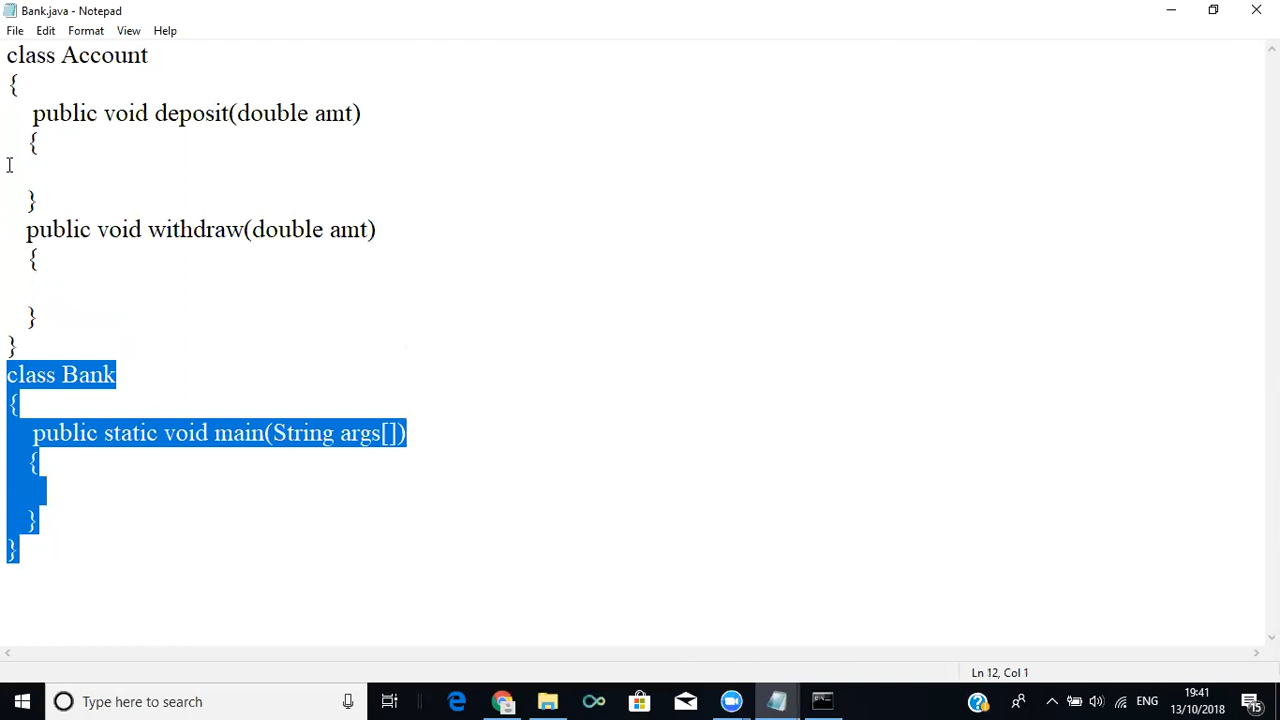 Bank.java - Notepad
File Edit Format View Help
class Account
{
public void deposit(double amt)
{
}
public void withdraw(double amt)
{
}
}
class Bank
{
public static void main(String args[])
{
}
}
Ln 12, Col 1
Type here to search
ENG
19:41
13/10/2018
15